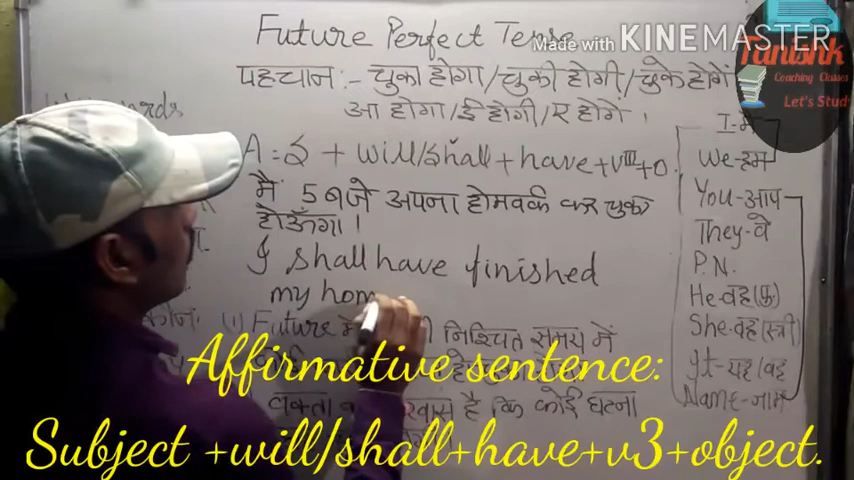 Future Perfect Tense
Made with KINEMASTER
Tanishk
Coaching Classes
Let's Stud
पहचान :- चुका होगा / चुकी होगी / चुके होगें
आ होगा / ई होगी / ए होगें ।
A = S + will/shall + have + vIII + O.
मैं 5 बजे अपना होमवर्क कर चुका
होऊँगा ।
I shall have finished
my hom
I - मैं
We - हम
You - आप
They - वे
P.N.
He - वह (पु.)
She - वह (स्त्री)
It - यह / वह
Name - नाम
(i) Future में निश्चित समय में
वक्ता है कि कोई घटना
Affirmative sentence:
Subject +will/shall+have+v3+object.